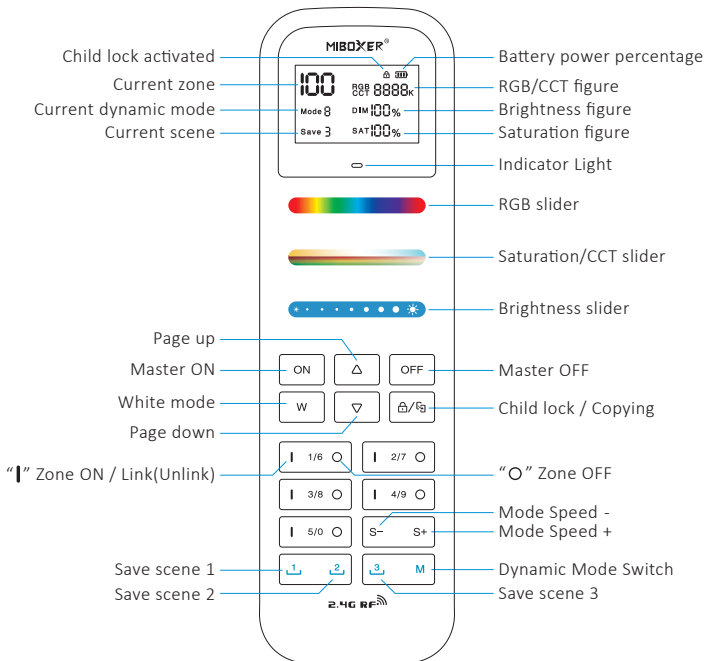 MIBOXER®
Child lock activated
Battery power percentage
Current zone
100
RGB
CCT 8888K
RGB/CCT figure
Current dynamic mode
Mode 8
DIM 100%
Brightness figure
Current scene
Save 3
SAT 100%
Saturation figure
Indicator Light
RGB slider
Saturation/CCT slider
Brightness slider
Page up
Master ON
ON
OFF
Master OFF
White mode
W
Child lock / Copying
Page down
"I" Zone ON / Link(Unlink)
I 1/6 O
I 2/7 O
"O" Zone OFF
I 3/8 O
I 4/9 O
Mode Speed -
I 5/0 O
S- S+
Mode Speed +
Save scene 1
1 2
3 M
Dynamic Mode Switch
Save scene 2
Save scene 3
2.4G RF